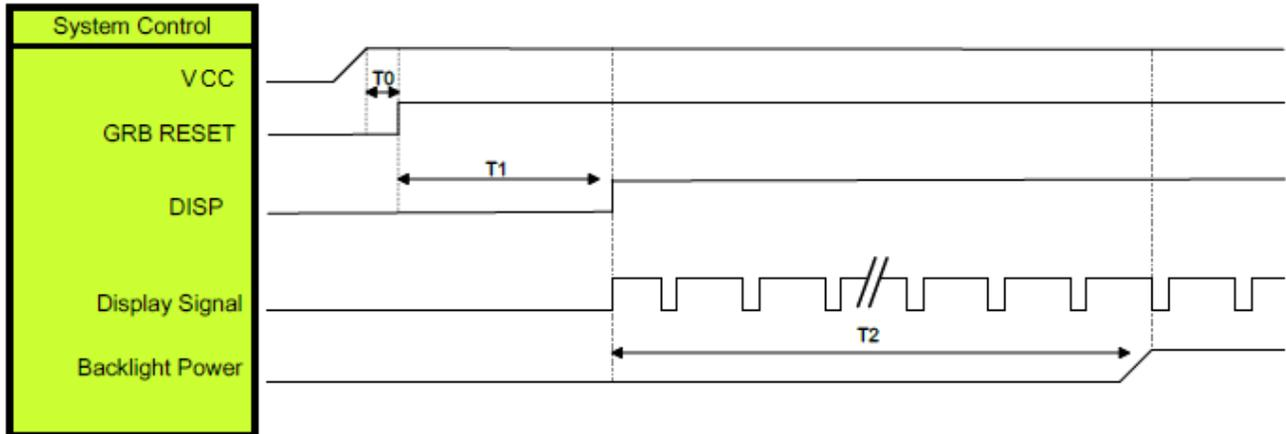 System Control
VCC
T0
GRB RESET
T1
DISP
Display Signal
T2
Backlight Power